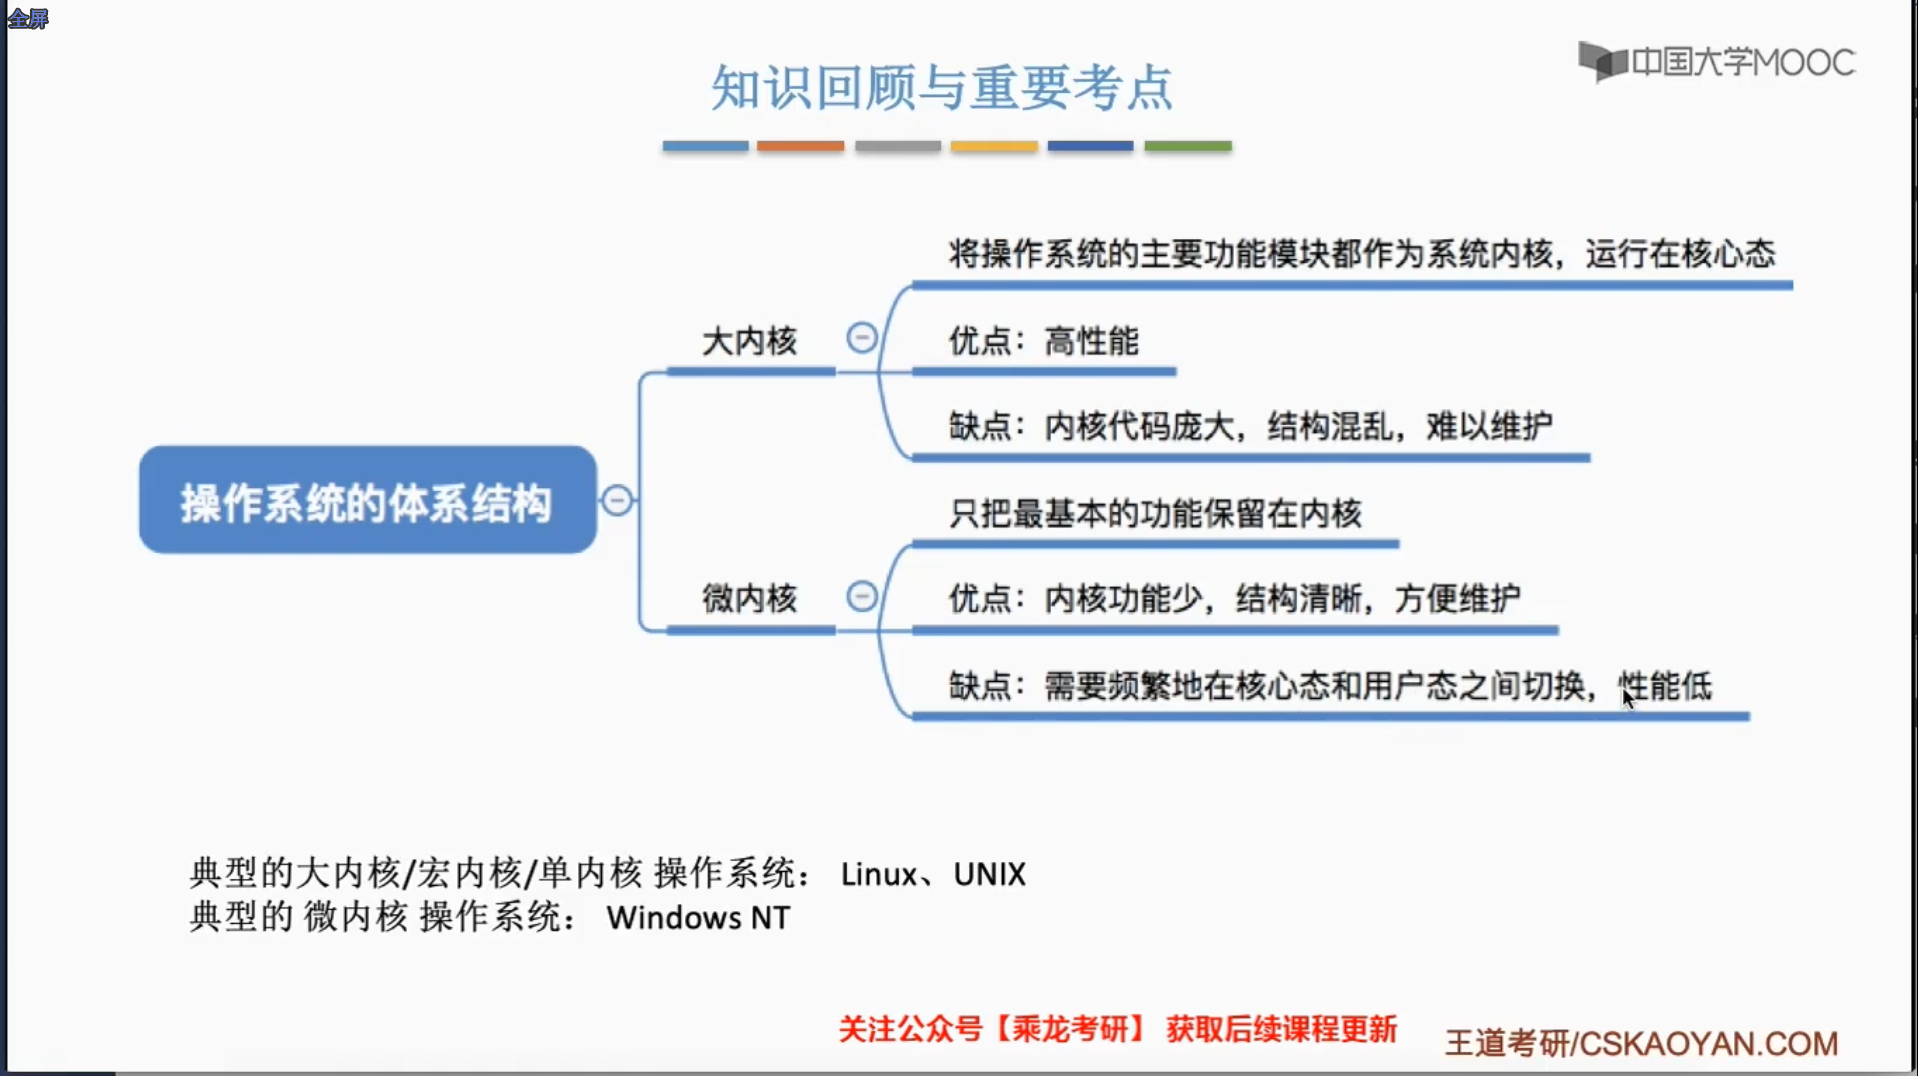 全屏
中国大学MOOC
知识回顾与重要考点
将操作系统的主要功能模块都作为系统内核，运行在核心态
大内核
优点：高性能
缺点：内核代码庞大，结构混乱，难以维护
操作系统的体系结构
只把最基本的功能保留在内核
微内核
优点：内核功能少，结构清晰，方便维护
缺点：需要频繁地在核心态和用户态之间切换，性能低
典型的大内核/宏内核/单内核 操作系统： Linux、UNIX
典型的 微内核 操作系统： Windows NT
关注公众号【乘龙考研】 获取后续课程更新
王道考研/CSKAOYAN.COM